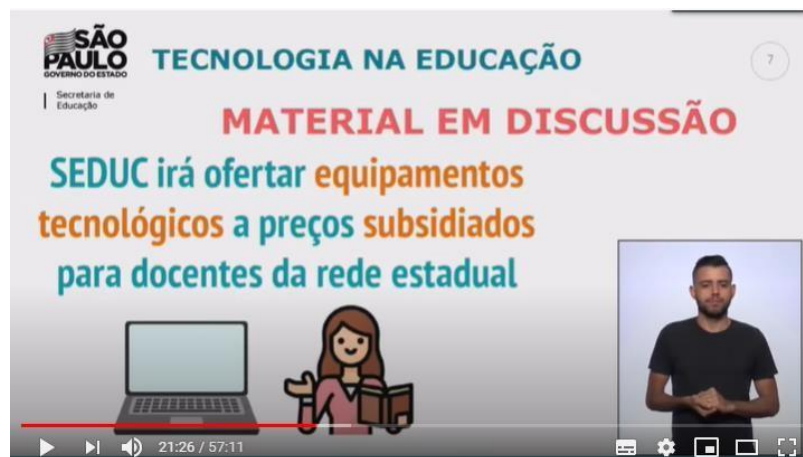 SÃO
PAULO
GOVERNO DO ESTADO
Secretaria de
Educação
TECNOLOGIA NA EDUCAÇÃO
7
MATERIAL EM DISCUSSÃO
SEDUC irá ofertar equipamentos
tecnológicos a preços subsidiados
para docentes da rede estadual
21:26 / 57:11